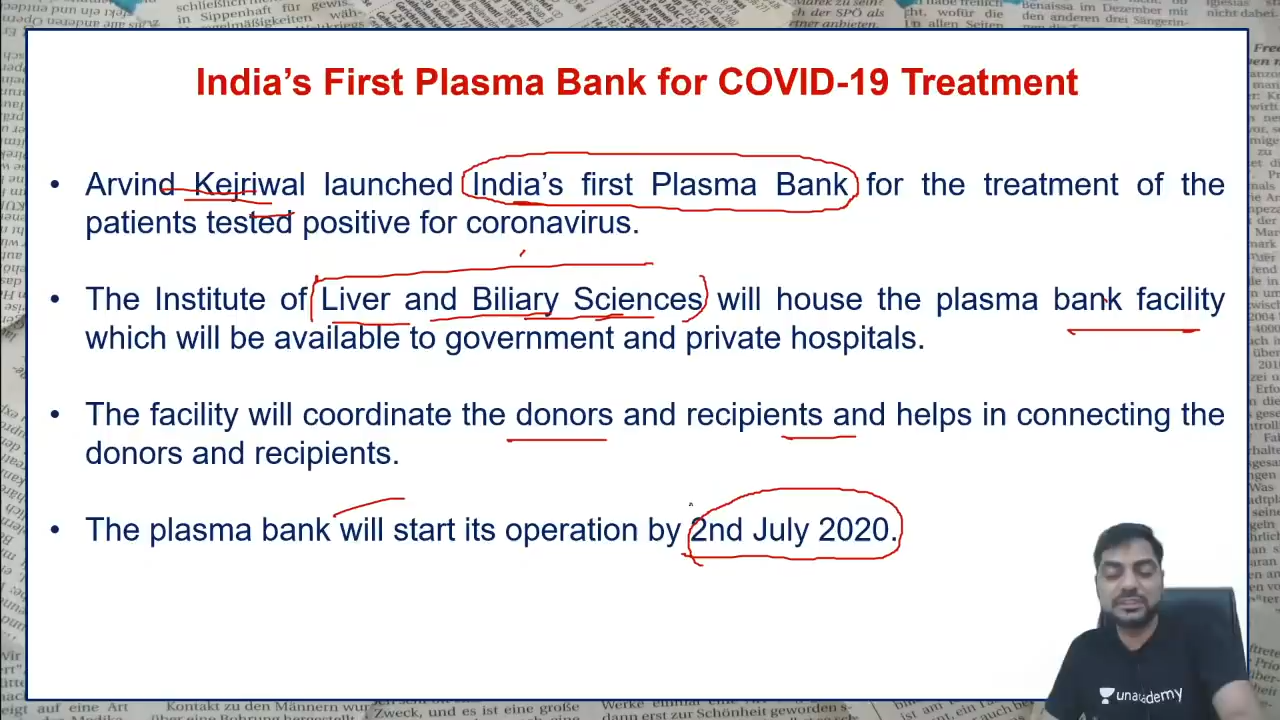 India's First Plasma Bank for COVID-19 Treatment
• Arvind Kejriwal launched India's first Plasma Bank for the treatment of the
patients tested positive for coronavirus.
• The Institute of Liver and Biliary Sciences will house the plasma bank facility
which will be available to government and private hospitals.
• The facility will coordinate the donors and recipients and helps in connecting the
donors and recipients.
• The plasma bank will start its operation by 2nd July 2020.
unacademy